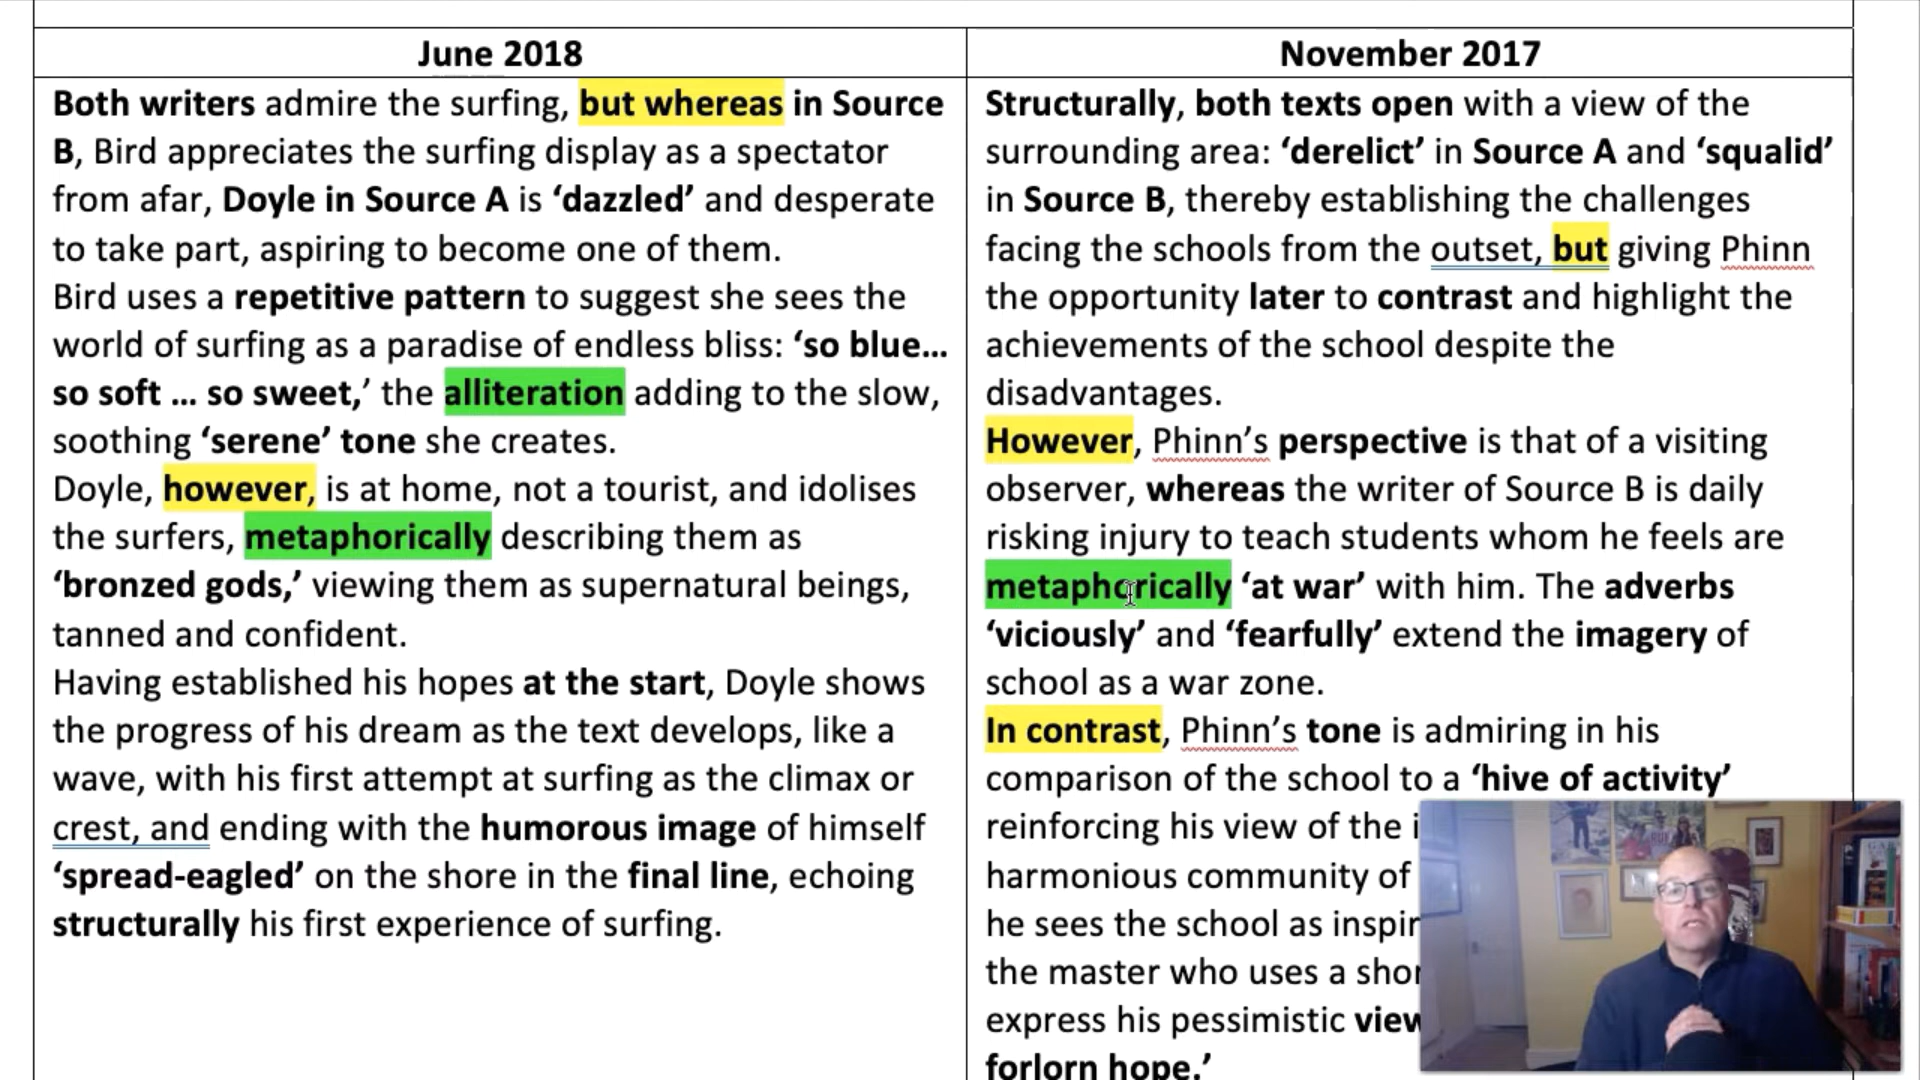 June 2018
Both writers admire the surfing, but whereas in Source
B, Bird appreciates the surfing display as a spectator
from afar, Doyle in Source A is ‘dazzled’ and desperate
to take part, aspiring to become one of them.
Bird uses a repetitive pattern to suggest she sees the
world of surfing as a paradise of endless bliss: ‘so blue…
so soft … so sweet,’ the alliteration adding to the slow,
soothing ‘serene’ tone she creates.
Doyle, however, is at home, not a tourist, and idolises
the surfers, metaphorically describing them as
‘bronzed gods,’ viewing them as supernatural beings,
tanned and confident.
Having established his hopes at the start, Doyle shows
the progress of his dream as the text develops, like a
wave, with his first attempt at surfing as the climax or
crest, and ending with the humorous image of himself
‘spread-eagled’ on the shore in the final line, echoing
structurally his first experience of surfing.
November 2017
Structurally, both texts open with a view of the
surrounding area: ‘derelict’ in Source A and ‘squalid’
in Source B, thereby establishing the challenges
facing the schools from the outset, but giving Phinn
the opportunity later to contrast and highlight the
achievements of the school despite the
disadvantages.
However, Phinn’s perspective is that of a visiting
observer, whereas the writer of Source B is daily
risking injury to teach students whom he feels are
metaphorically ‘at war’ with him. The adverbs
‘viciously’ and ‘fearfully’ extend the imagery of
school as a war zone.
In contrast, Phinn’s tone is admiring in his
comparison of the school to a ‘hive of activity’
reinforcing his view of the
harmonious community of
he sees the school as
the master who uses a
express his pessimistic
forlorn hope.’